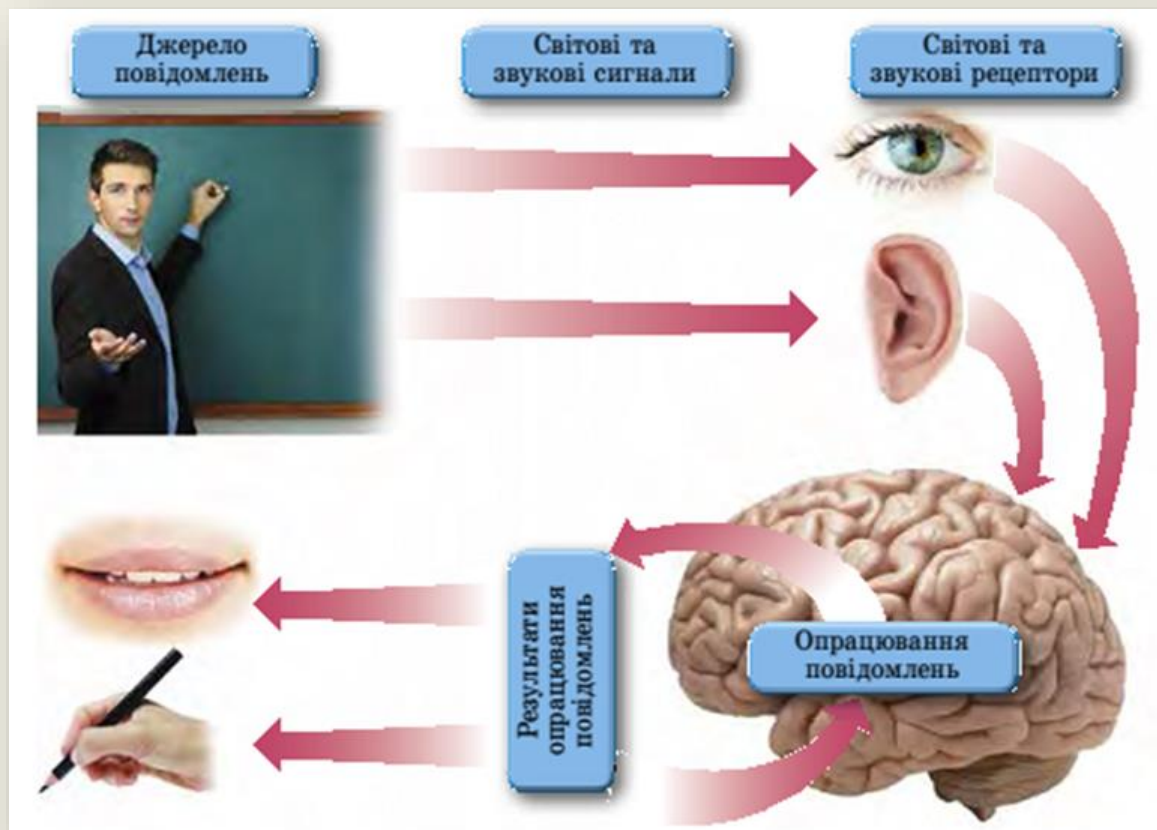 Джерело
повідомлень
Світові та
звукові сигнали
Світові та
звукові рецептори
Результати
опрацювання
повідомлень
Опрацювання
повідомлень